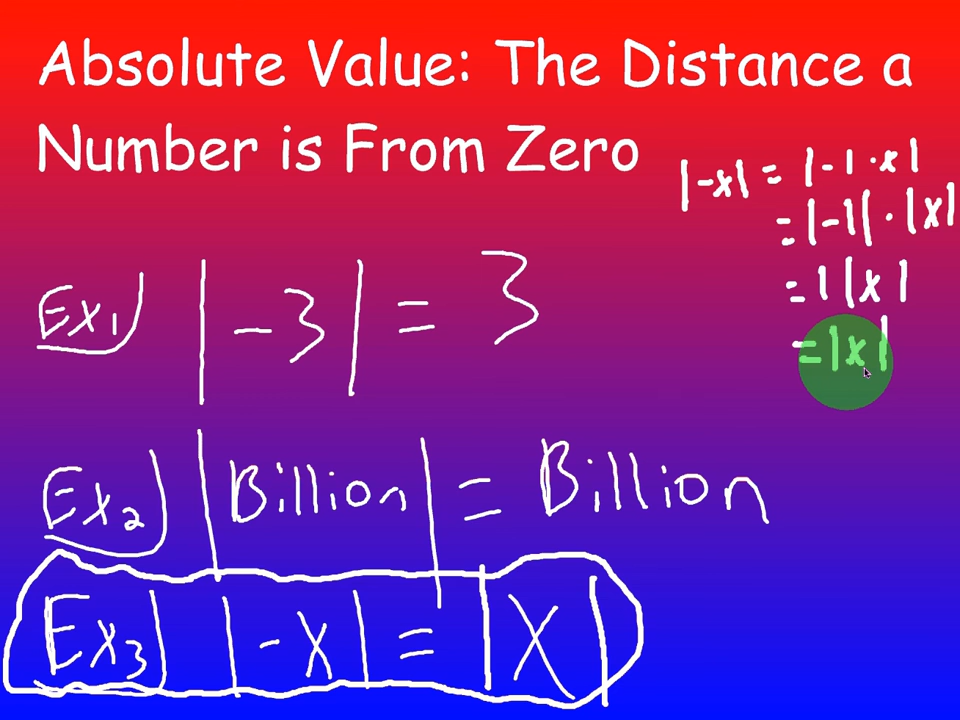 Absolute Value: The Distance a
Number is From Zero
|-x| = |-1 · x|
= |-1| · |x|
= 1 |x|
= |x|
Ex1 |-3| = 3
Ex2 |Billion| = Billion
Ex3 |-x| = |x|